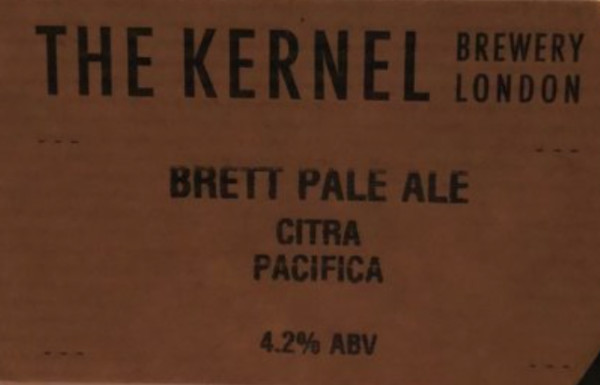 THE KERNEL BREWERY LONDON
BRETT PALE ALE
CITRA
PACIFICA
4.2% ABV